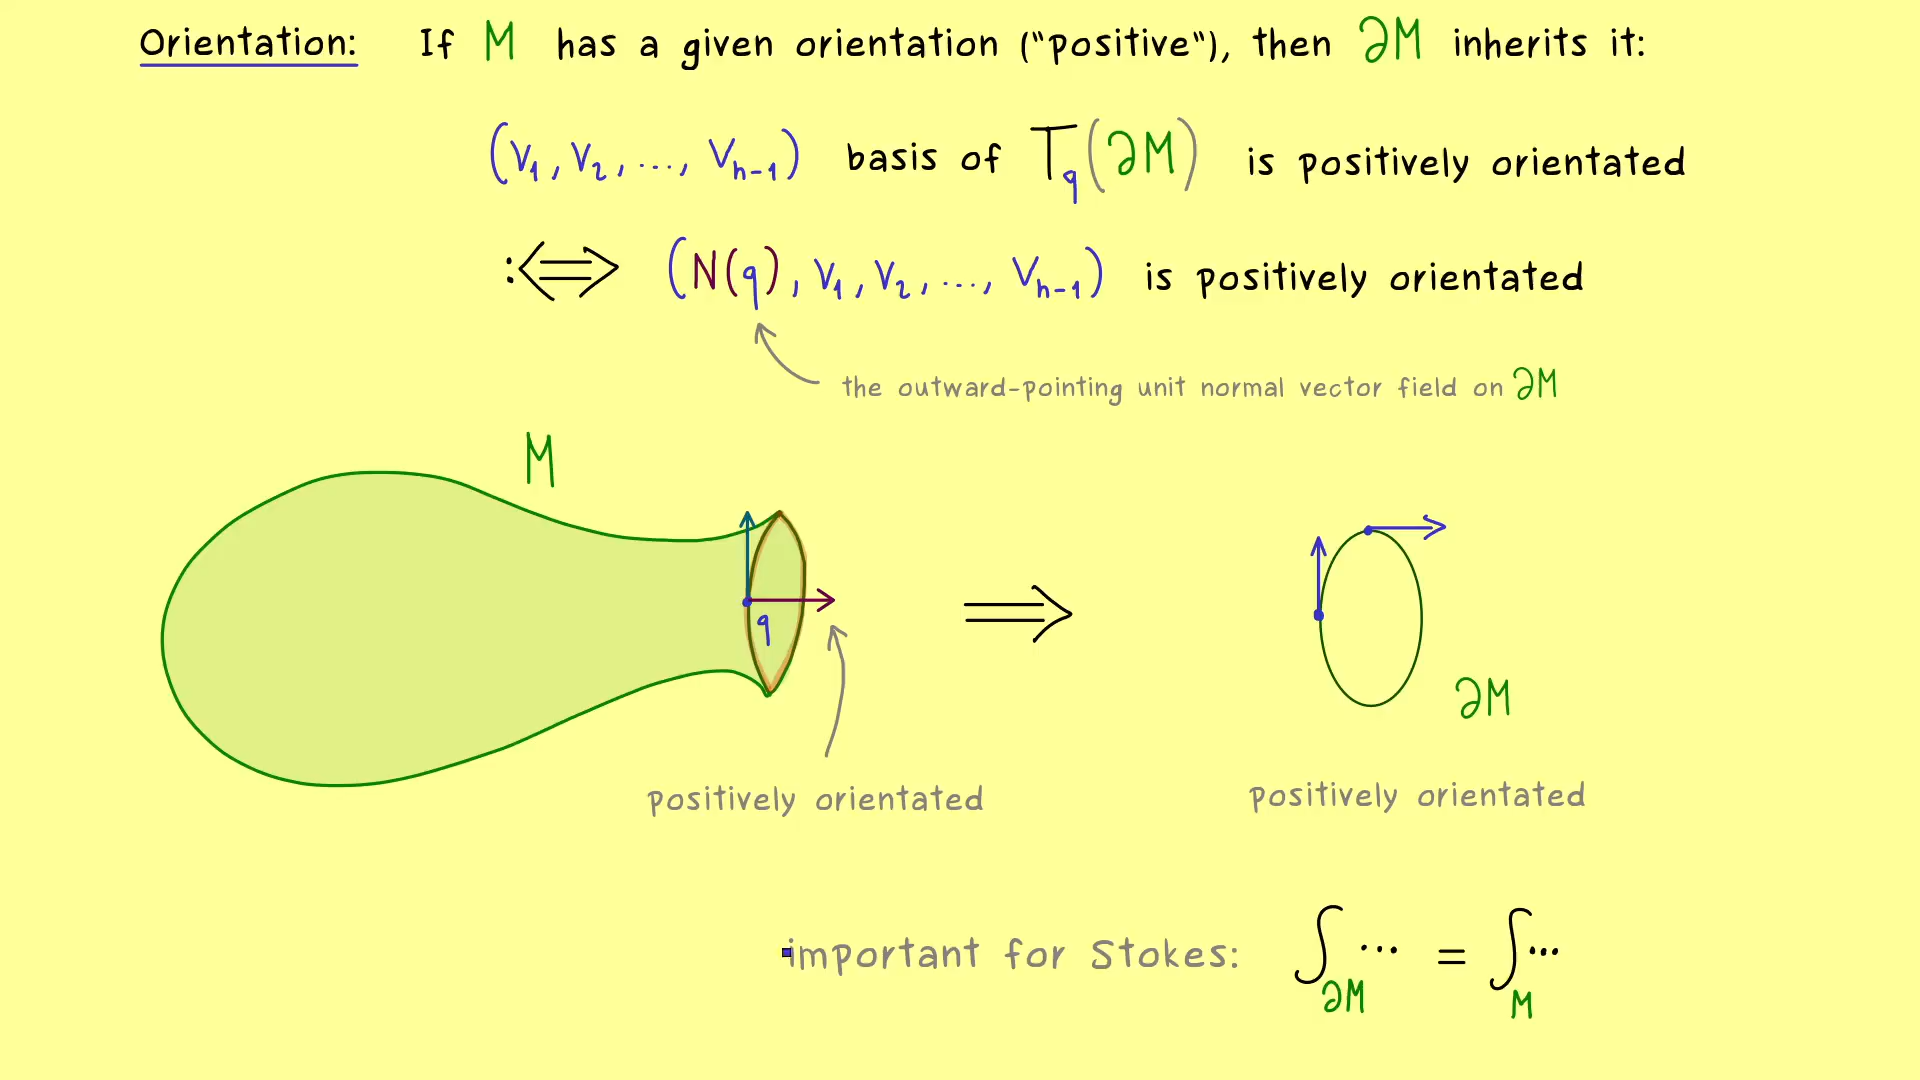 Orientation: If M has a given orientation ("positive"), then ∂M inherits it:
(v₁, v₂, ..., vₙ₋₁) basis of T_q(∂M) is positively orientated
:⟺ (N(q), v₁, v₂, ..., vₙ₋₁) is positively orientated
the outward-pointing unit normal vector field on ∂M
M
q
⟹
∂M
positively orientated
positively orientated
important for Stokes: ∫_∂M ... = ∫_M ...